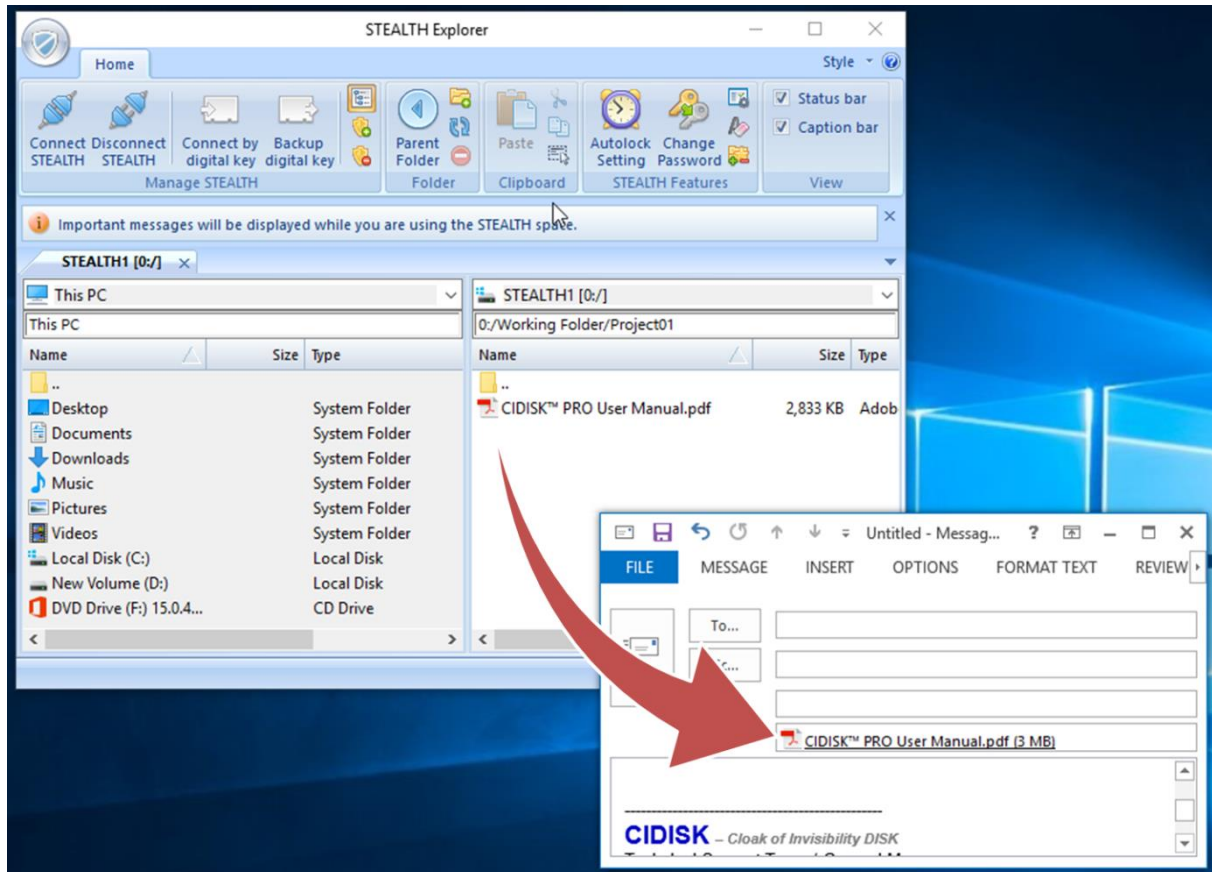 STEALTH Explorer
Home
Style
Connect STEALTH
Disconnect STEALTH
Connect by digital key
Backup digital key
Parent Folder
Paste
Autolock Setting
Change Password
Status bar
Caption bar
Manage STEALTH
Folder
Clipboard
STEALTH Features
View
Important messages will be displayed while you are using the STEALTH space.
STEALTH1 [0:/]
This PC
STEALTH1 [0:/]
This PC
0:/Working Folder/Project01
Name Size Type
Name Size Type
..
Desktop System Folder
Documents System Folder
Downloads System Folder
Music System Folder
Pictures System Folder
Videos System Folder
Local Disk (C:) Local Disk
New Volume (D:) Local Disk
DVD Drive (F:) 15.0.4... CD Drive
..
CIDISK™ PRO User Manual.pdf 2,833 KB Adob
Untitled - Messag...
FILE MESSAGE INSERT OPTIONS FORMAT TEXT REVIEW
To...
CIDISK™ PRO User Manual.pdf (3 MB)
CIDISK – Cloak of Invisibility DISK